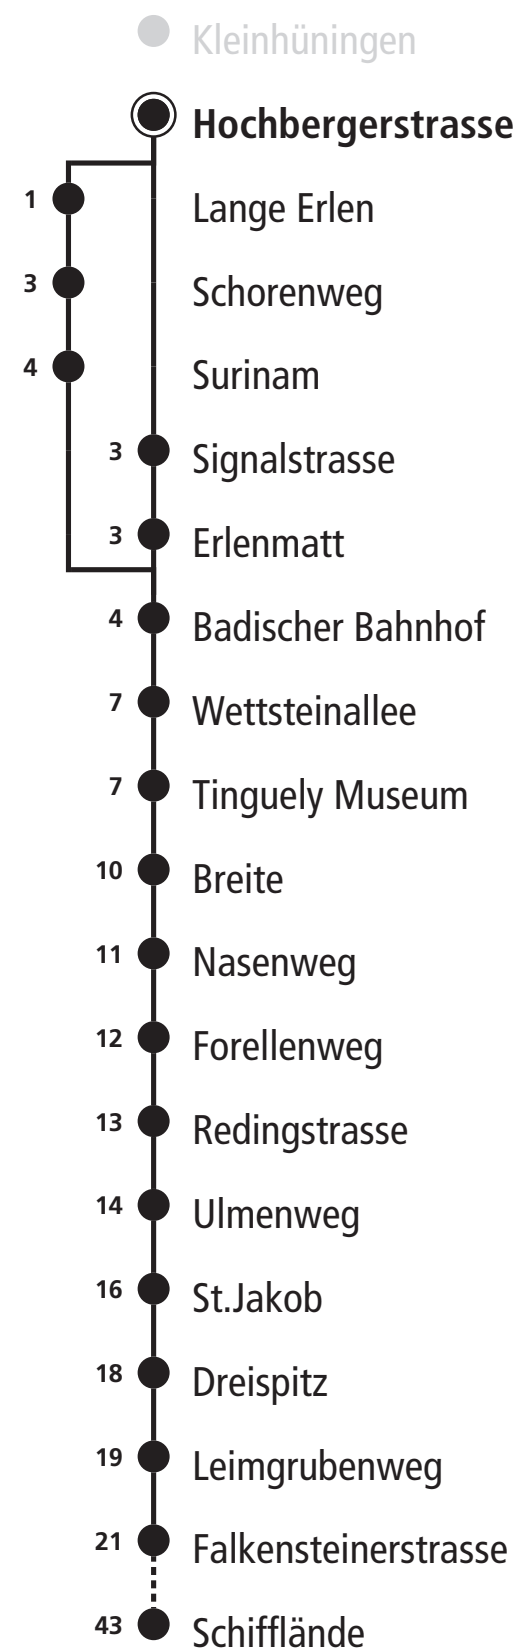 Kleinhüningen
Hochbergerstrasse
1 Lange Erlen
3 Schorenweg
4 Surinam
3 Signalstrasse
3 Erlenmatt
4 Badischer Bahnhof
7 Wettsteinallee
7 Tinguely Museum
10 Breite
11 Nasenweg
12 Forellenweg
13 Redingstrasse
14 Ulmenweg
16 St.Jakob
18 Dreispitz
19 Leimgrubenweg
21 Falkensteinerstrasse
43 Schifflände